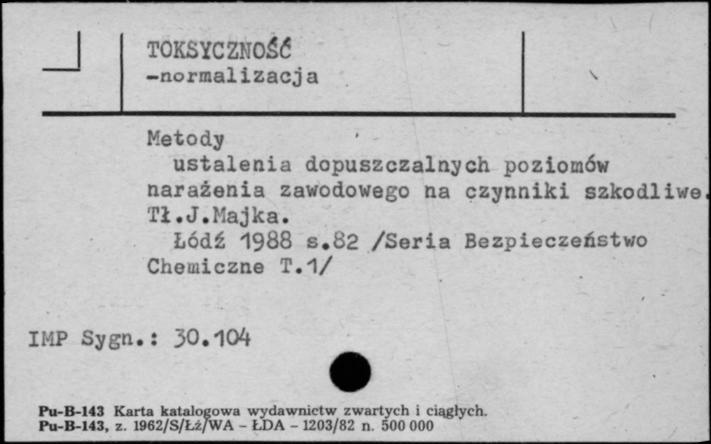 TOKSYCZNOŚĆ
-normalizacja
Metody
ustalenia dopuszczalnych poziomów
narażenia zawodowego na czynniki szkodliwe.
Tł.J.Majka.
Łódź 1988 s.82 /Seria Bezpieczeństwo
Chemiczne T.1/
IMP Sygn.: 30.104
Pu-B-143 Karta katalogowa wydawnictw zwartych i ciągłych.
Pu-B-143, z. 1962/S/Łź/WA - ŁDA - 1203/82 n. 500 000